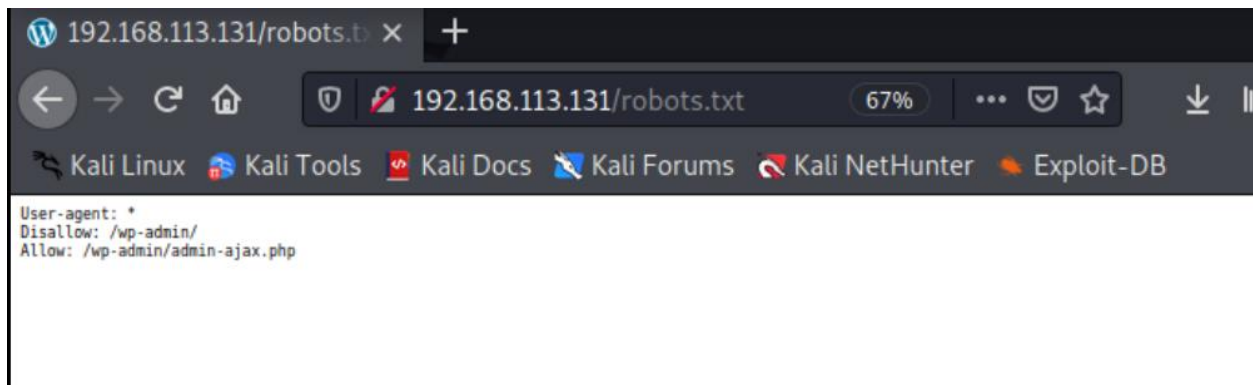 192.168.113.131/robots.t
192.168.113.131/robots.txt 67%
Kali Linux Kali Tools Kali Docs Kali Forums Kali NetHunter Exploit-DB
User-agent: *
Disallow: /wp-admin/
Allow: /wp-admin/admin-ajax.php